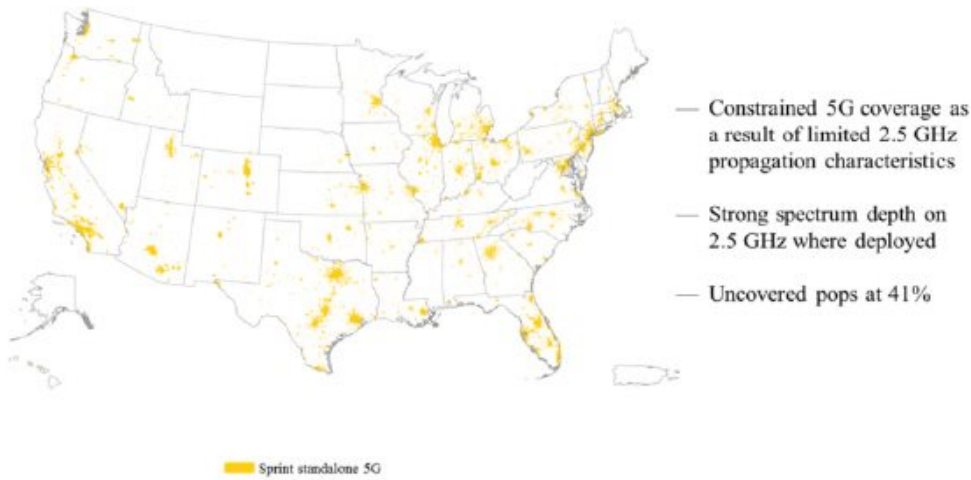 — Constrained 5G coverage as
a result of limited 2.5 GHz
propagation characteristics
— Strong spectrum depth on
2.5 GHz where deployed
— Uncovered pops at 41%
Sprint standalone 5G